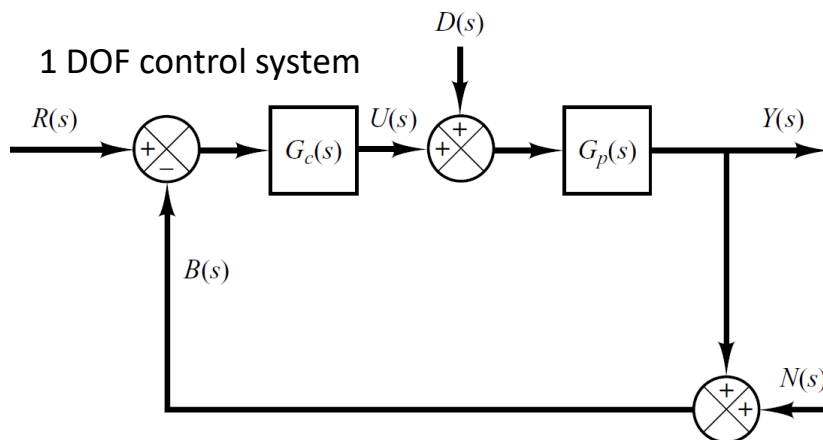 D(s)
1 DOF control system
R(s)
U(s)
Y(s)
+
−
G_c(s)
+
+
G_p(s)
B(s)
N(s)
+
+